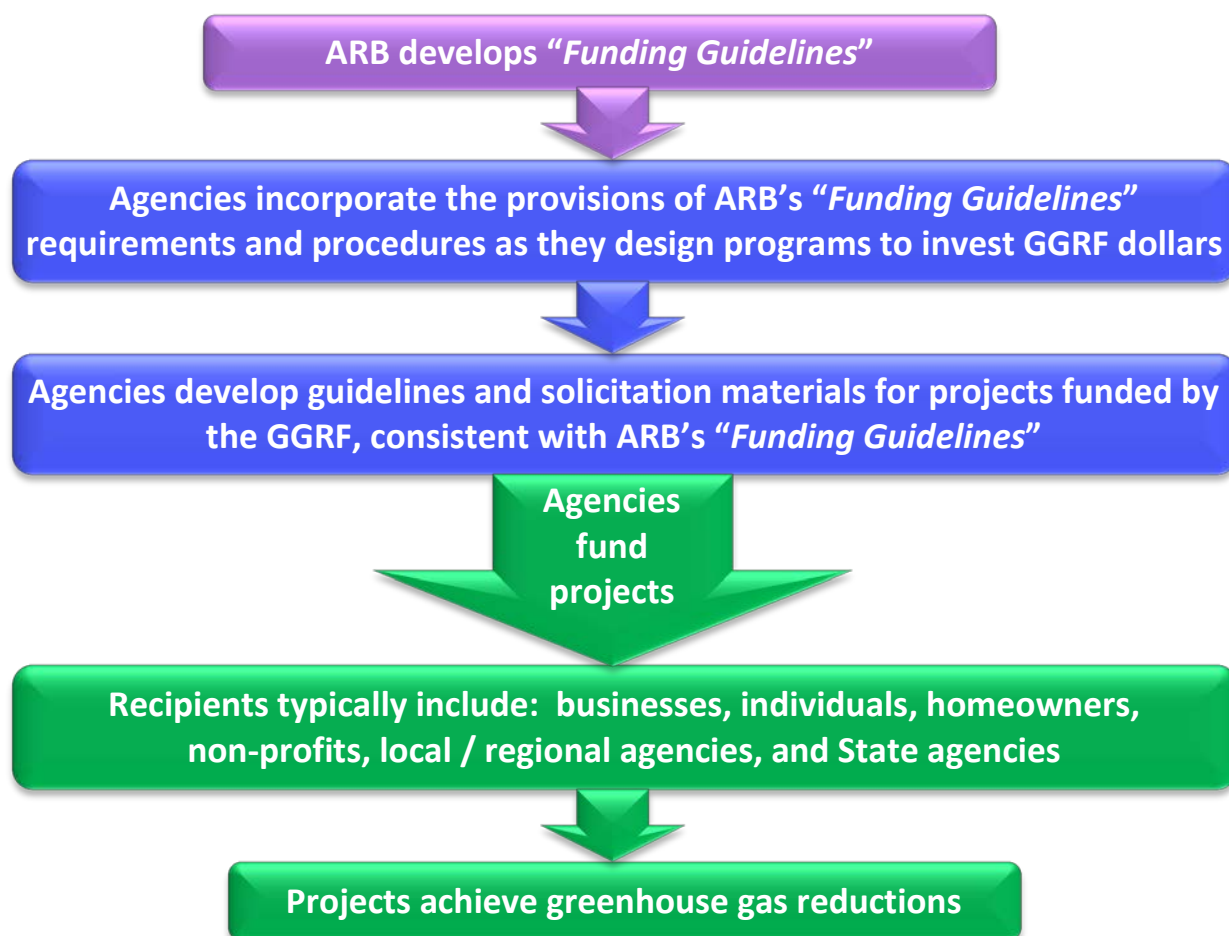 ARB develops “Funding Guidelines”
Agencies incorporate the provisions of ARB’s “Funding Guidelines”
requirements and procedures as they design programs to invest GGRF dollars
Agencies develop guidelines and solicitation materials for projects funded by
the GGRF, consistent with ARB’s “Funding Guidelines”
Agencies
fund
projects
Recipients typically include:  businesses, individuals, homeowners,
non-profits, local / regional agencies, and State agencies
Projects achieve greenhouse gas reductions